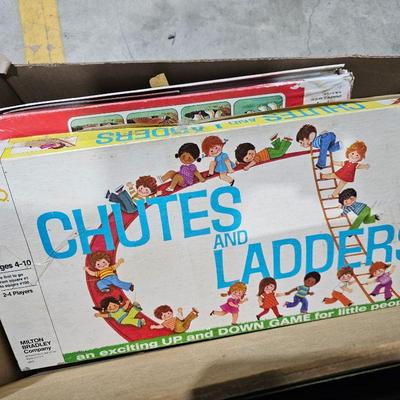 CHUTES AND LADDERS
CHUTES
AND
LADDERS
ages 4-10
2-4 Players
MILTON
BRADLEY
Company
an exciting UP and DOWN GAME for little peop